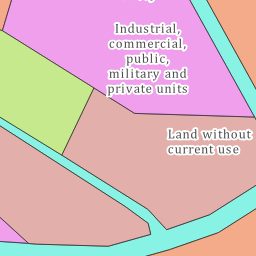 Industrial,
commercial,
public,
military and
private units
Land without
current use